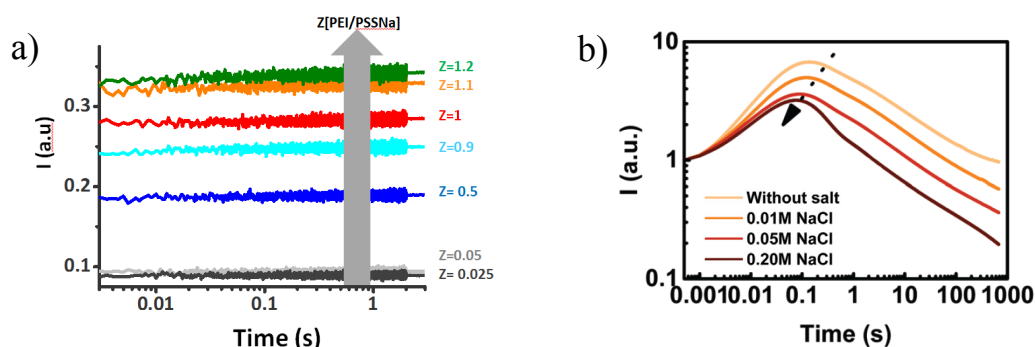 a)
Z[PEI/PSSNa]
Z=1.2
Z=1.1
Z=1
Z=0.9
Z= 0.5
Z=0.05
Z= 0.025
0.3
0.2
0.1
I (a.u)
0.01
0.1
1
Time (s)
b)
10
1
0.1
I (a.u.)
Without salt
0.01M NaCl
0.05M NaCl
0.20M NaCl
0.001
0.01
0.1
1
10
100
1000
Time (s)